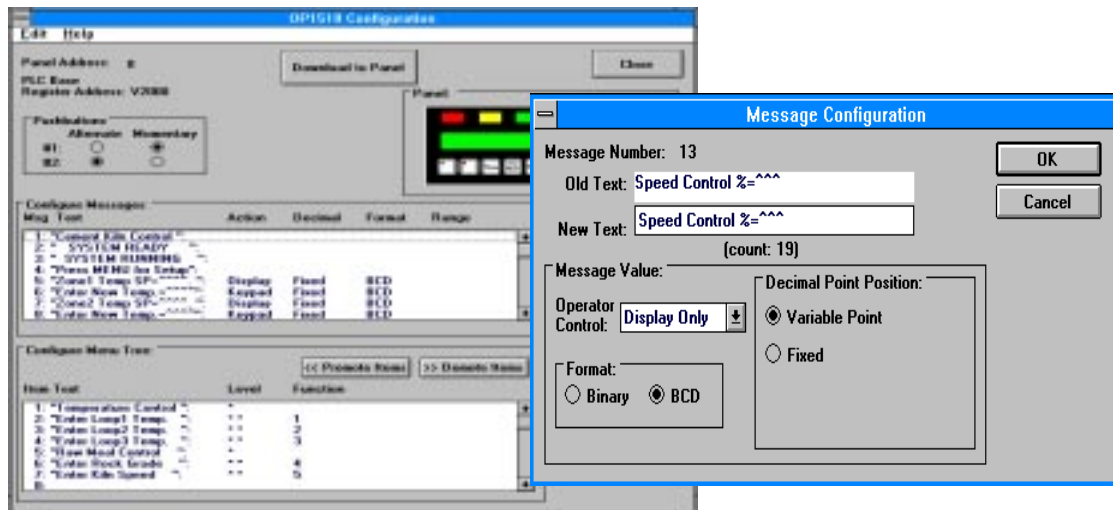 OP1510 Configuration
Edit Help
Panel Address:
Download to Panel
Close
PLC Base
Register Address: V2000
Panel
Pushbuttons
Alternate Momentary
#1:
#2:
Configure Messages
Msg Text Action Decimal Format Range
1: "Cement Kiln Control "
2: " SYSTEM READY "
3: " SYSTEM RUNNING "
4: "Press MENU for Setup"
5: "Zone1 Temp SP=^^^^ Display Fixed BCD
6: "Enter New Temp.=^^^^ Keypad Fixed BCD
7: "Zone2 Temp SP=^^^^ Display Fixed BCD
8: "Enter New Temp.=^^^^ Keypad Fixed BCD
Configure Menu Tree:
<< Promote Items >> Demote Items
Item Text Level Function
1: "Temperature Control "
2: "Enter Loop1 Temp. " 1
3: "Enter Loop2 Temp. " 2
4: "Enter Loop3 Temp. " 3
5: "Raw Meal Control "
6: "Enter Rock Grade " 4
7: "Enter Kiln Speed " 5
8:
Message Configuration
Message Number: 13
OK
Old Text: Speed Control %=^^^
Cancel
New Text: Speed Control %=^^^
(count: 19)
Message Value:
Decimal Point Position:
Operator Control: Display Only
Variable Point
Fixed
Format:
Binary BCD